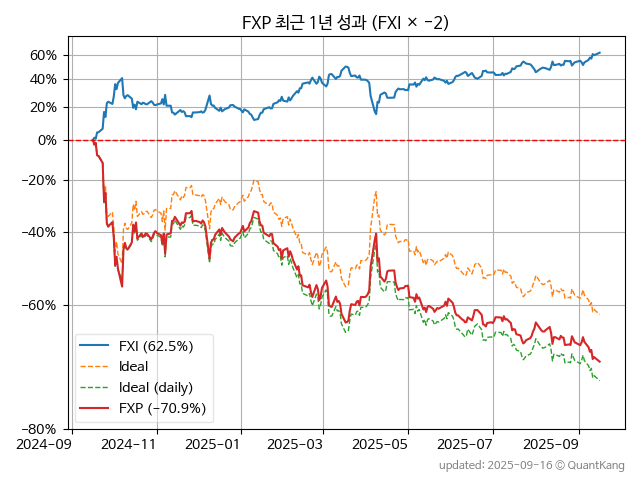 FXP 최근 1년 성과 (FXI × −2)
60%
40%
20%
0%
−20%
−40%
−60%
−80%
FXI (62.5%)
Ideal
Ideal (daily)
FXP (−70.9%)
2024-09
2024-11
2025-01
2025-03
2025-05
2025-07
2025-09
updated: 2025-09-16 © QuantKang